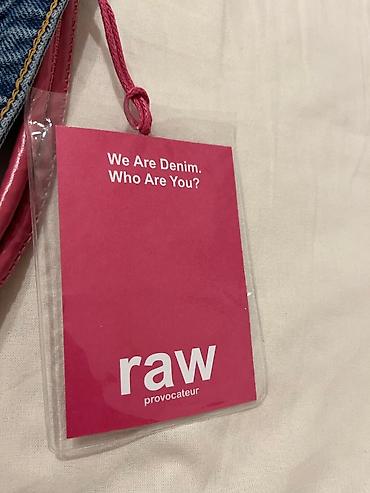 We Are Denim.
Who Are You?
raw
provocateur